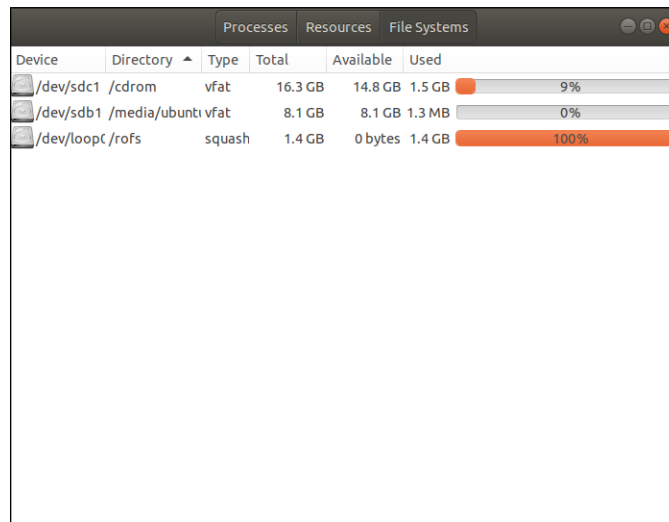 Processes Resources File Systems
Device Directory Type Total Available Used
/dev/sdc1 /cdrom vfat 16.3 GB 14.8 GB 1.5 GB 9%
/dev/sdb1 /media/ubuntu vfat 8.1 GB 8.1 GB 1.3 MB 0%
/dev/loop0 /rofs squash 1.4 GB 0 bytes 1.4 GB 100%